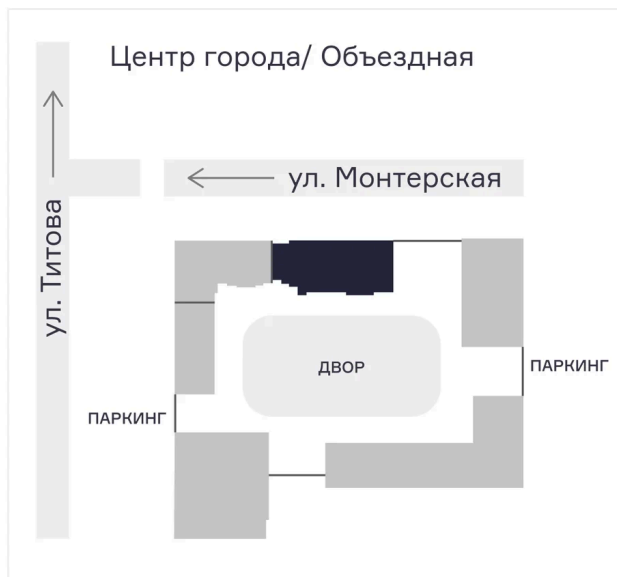 Центр города/ Объездная
ул. Монтерская
ул. Титова
ДВОР
ПАРКИНГ
ПАРКИНГ